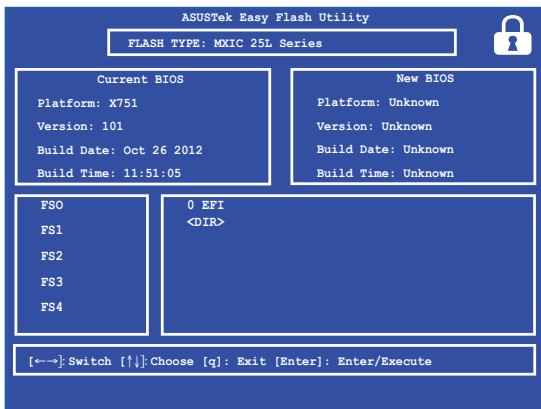 ASUSTek Easy Flash Utility
FLASH TYPE: MXIC 25L Series
Current BIOS
Platform: X751
Version: 101
Build Date: Oct 26 2012
Build Time: 11:51:05
New BIOS
Platform: Unknown
Version: Unknown
Build Date: Unknown
Build Time: Unknown
FSO
FS1
FS2
FS3
FS4
0 EFI
<DIR>
[←→]: Switch [↑↓]: Choose [q]: Exit [Enter]: Enter/Execute